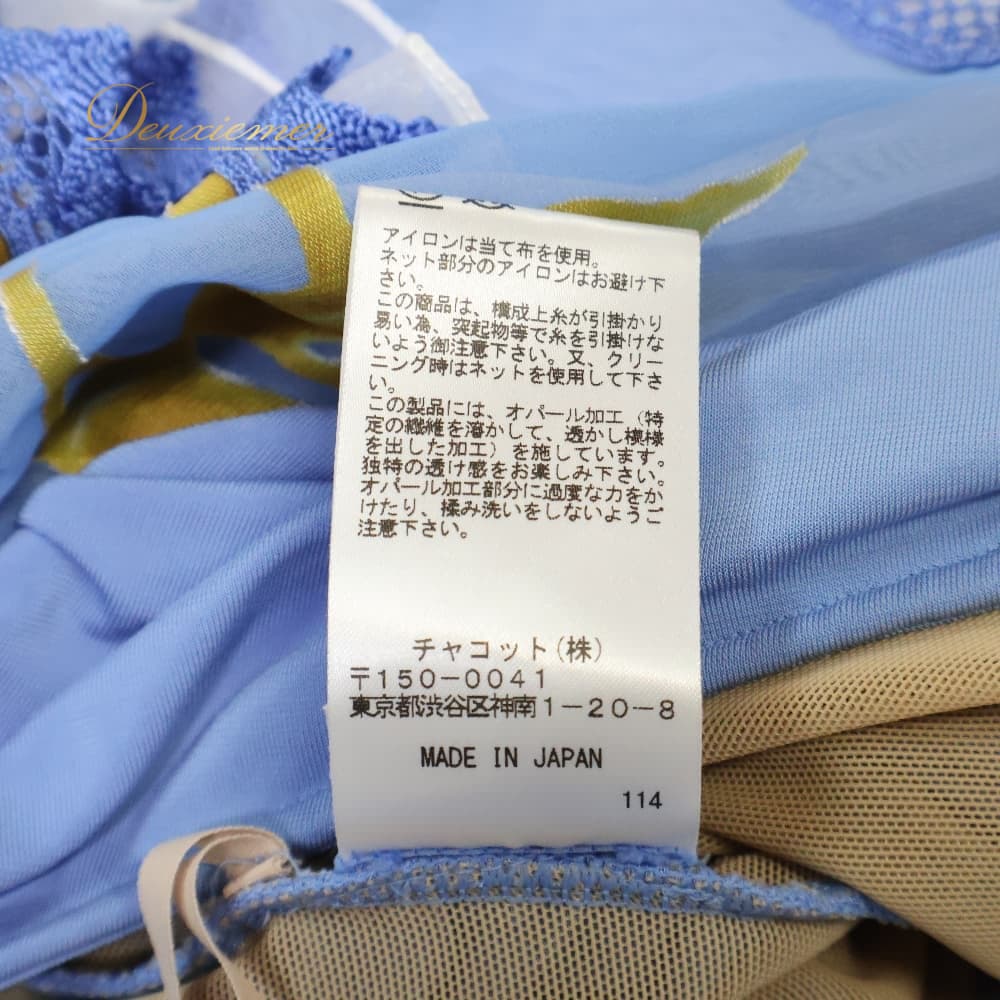 Deuxiemer
アイロンは当て布を使用。
ネット部分のアイロンはお避け下
さい。
この商品は、構成上糸が引掛かり
易い為、突起物等で糸を引掛けな
いよう御注意下さい。又、クリー
ニング時はネットを使用して下さ
い。
この製品には、オパール加工（特
定の繊維を溶かして、透かし模様
を出した加工）を施しています。
独特の透け感をお楽しみ下さい。
オパール加工部分に過度な力をか
けたり、揉み洗いをしないようご
注意下さい。
チャコット(株)
〒150-0041
東京都渋谷区神南1-20-8
MADE IN JAPAN
114